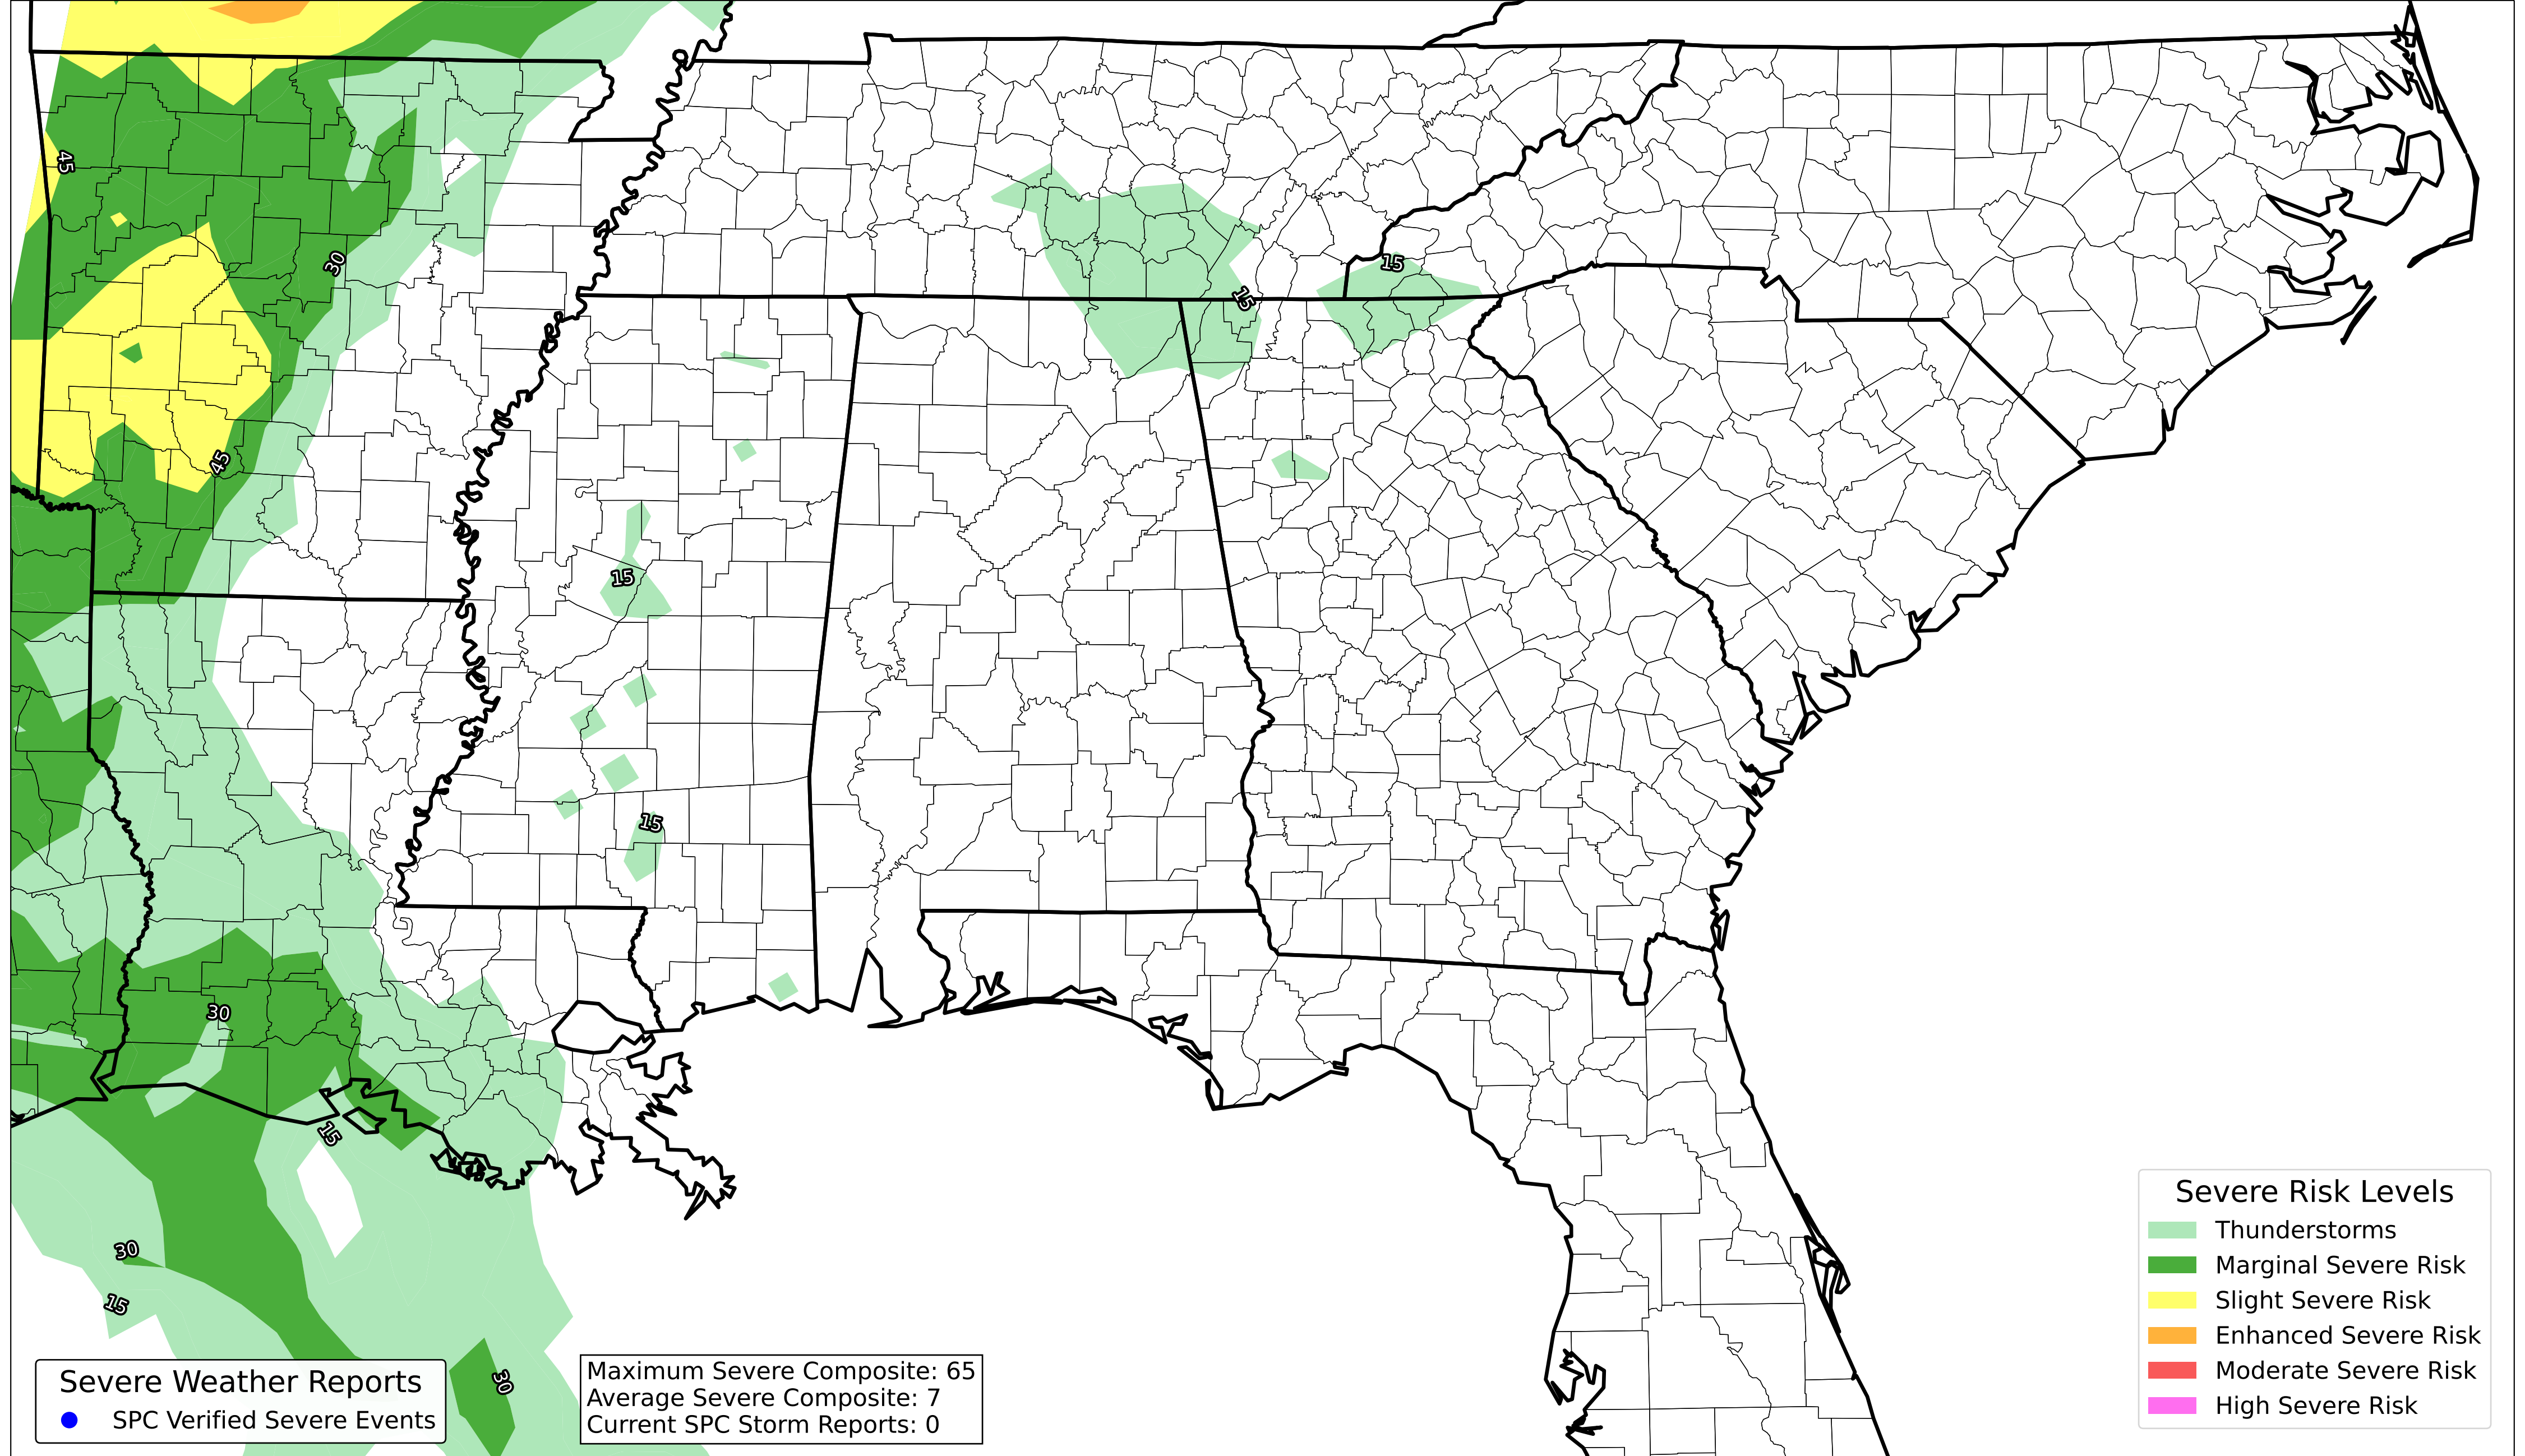 45
30
15
15
45
15
15
30
15
30
15
30
Severe Risk Levels
Thunderstorms
Marginal Severe Risk
Slight Severe Risk
Enhanced Severe Risk
Moderate Severe Risk
High Severe Risk
Severe Weather Reports
SPC Verified Severe Events
Maximum Severe Composite: 65
Average Severe Composite: 7
Current SPC Storm Reports: 0